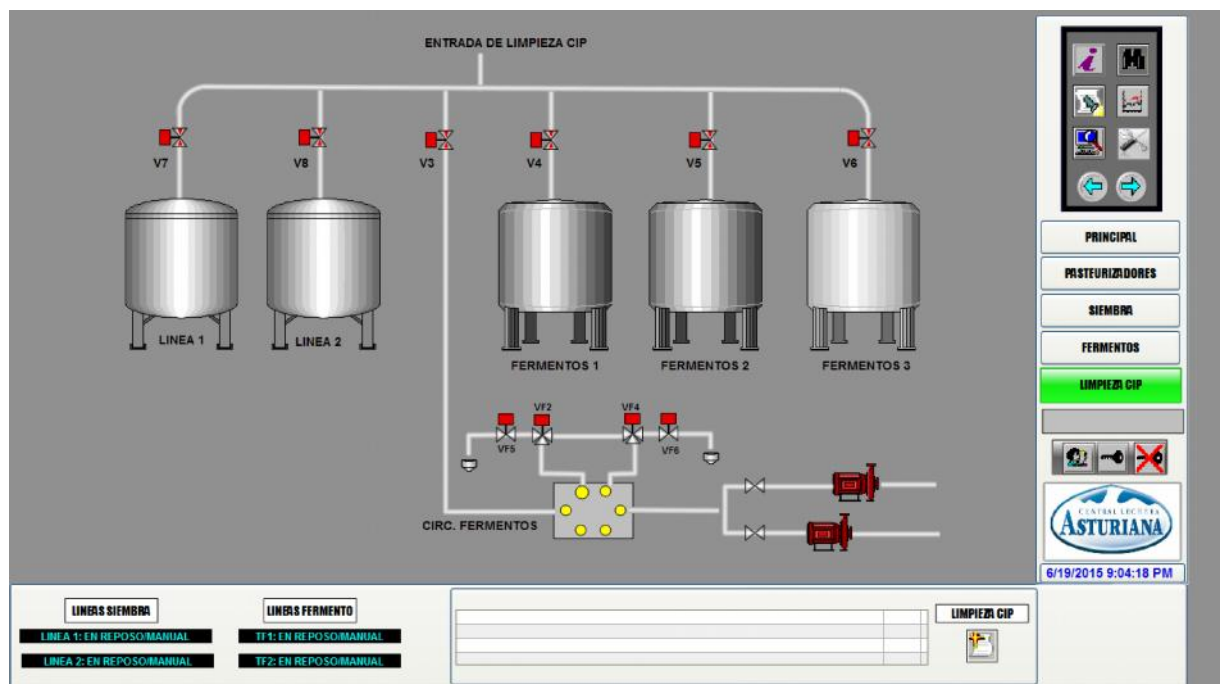 ENTRADA DE LIMPIEZA CIP
V7
V8
V3
V4
V5
V6
LINEA 1
LINEA 2
FERMENTOS 1
FERMENTOS 2
FERMENTOS 3
VF2
VF4
VF5
VF6
CIRC. FERMENTOS
PRINCIPAL
PASTEURIZADORES
SIEMBRA
FERMENTOS
LIMPIEZA CIP
CENTRAL LECHERA
ASTURIANA
6/19/2015 9:04:18 PM
LINEAS SIEMBRA
LINEAS FERMENTO
LINEA 1: EN REPOSO/MANUAL
TF1: EN REPOSO/MANUAL
LINEA 2: EN REPOSO/MANUAL
TF2: EN REPOSO/MANUAL
LIMPIEZA CIP